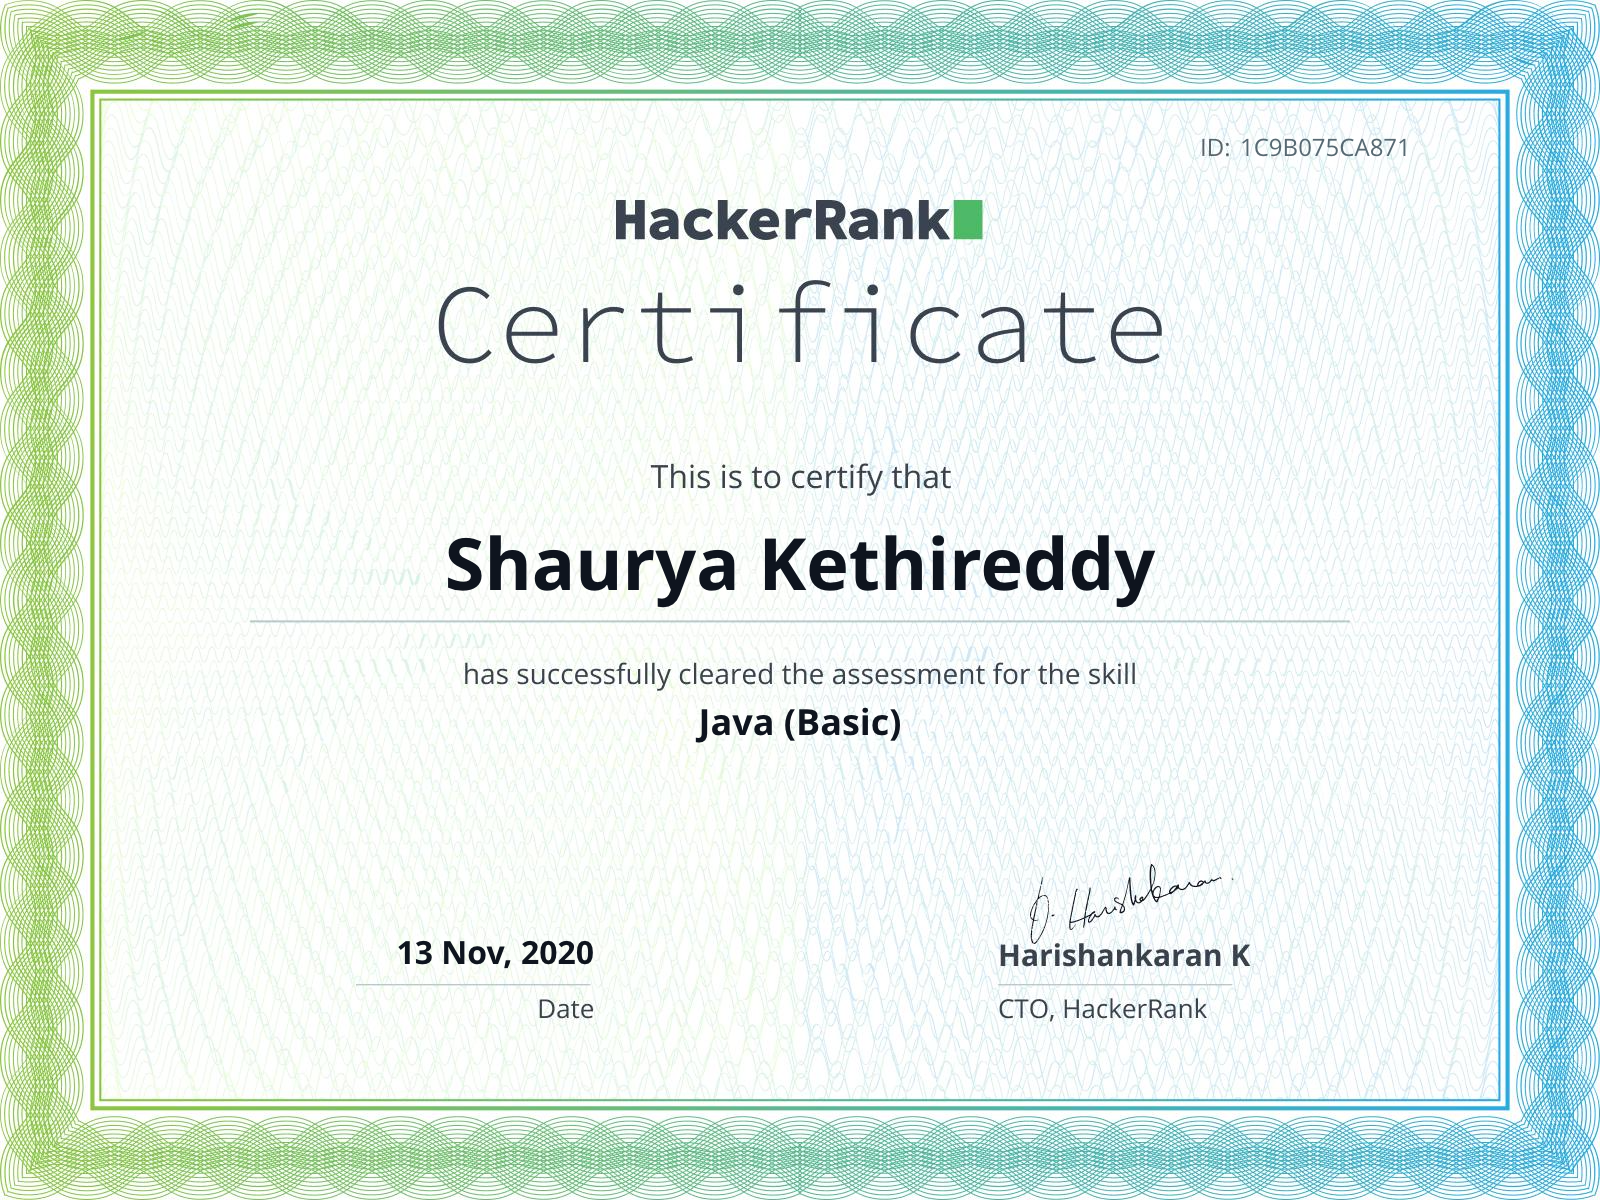 ID: 1C9B075CA871
HackerRank
Certificate
This is to certify that
Shaurya Kethireddy
has successfully cleared the assessment for the skill
Java (Basic)
13 Nov, 2020
Date
D. Harishankaran
Harishankaran K
CTO, HackerRank